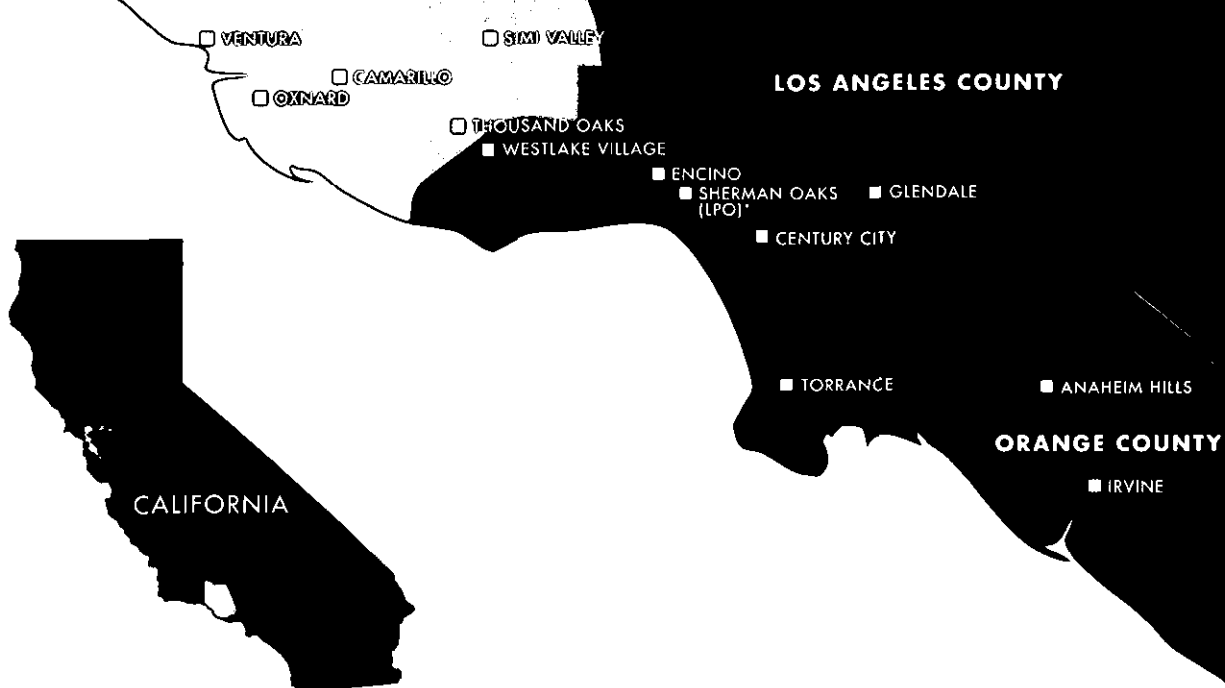 VENTURA
SIMI VALLEY
CAMARILLO
OXNARD
LOS ANGELES COUNTY
THOUSAND OAKS
WESTLAKE VILLAGE
ENCINO
SHERMAN OAKS
(LPO)*
GLENDALE
CENTURY CITY
TORRANCE
ANAHEIM HILLS
ORANGE COUNTY
IRVINE
CALIFORNIA